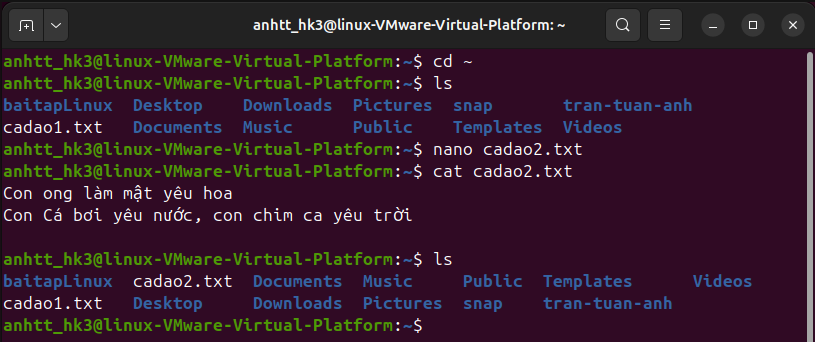 anhtt_hk3@linux-VMware-Virtual-Platform: ~
anhtt_hk3@linux-VMware-Virtual-Platform:~$ cd ~
anhtt_hk3@linux-VMware-Virtual-Platform:~$ ls
baitapLinux  Desktop    Downloads  Pictures  snap       tran-tuan-anh
cadao1.txt   Documents  Music      Public    Templates  Videos
anhtt_hk3@linux-VMware-Virtual-Platform:~$ nano cadao2.txt
anhtt_hk3@linux-VMware-Virtual-Platform:~$ cat cadao2.txt
Con ong làm mật yêu hoa
Con Cá bơi yêu nước, con chim ca yêu trời
anhtt_hk3@linux-VMware-Virtual-Platform:~$ ls
baitapLinux  cadao2.txt  Documents  Music     Public  Templates      Videos
cadao1.txt   Desktop     Downloads  Pictures  snap    tran-tuan-anh
anhtt_hk3@linux-VMware-Virtual-Platform:~$